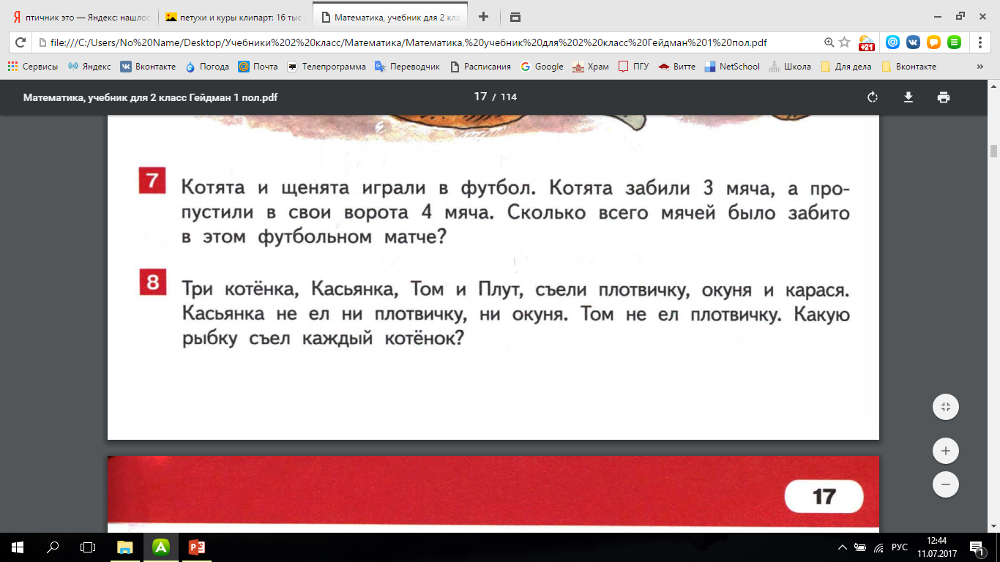 птичник это — Яндекс: нашлос
петухи и куры клипарт: 16 тыс
Математика, учебник для 2 кла
file:///C:/Users/No%20Name/Desktop/Учебники%202%20класс/Математика/Математика,%20учебник%20для%202%20класс%20Гейдман%201%20пол.pdf
+21
Сервисы Яндекс Вконтакте Погода Почта Телепрограмма Переводчик Расписания Google Храм ПГУ Витте NetSchool Школа Для дела Вконтакте »
Математика, учебник для 2 класс Гейдман 1 пол.pdf 17 / 114
7 Котята и щенята играли в футбол. Котята забили 3 мяча, а про-
пустили в свои ворота 4 мяча. Сколько всего мячей было забито
в этом футбольном матче?
8 Три котёнка, Касьянка, Том и Плут, съели плотвичку, окуня и карася.
Касьянка не ел ни плотвичку, ни окуня. Том не ел плотвичку. Какую
рыбку съел каждый котёнок?
17
РУС
12:44
11.07.2017
1